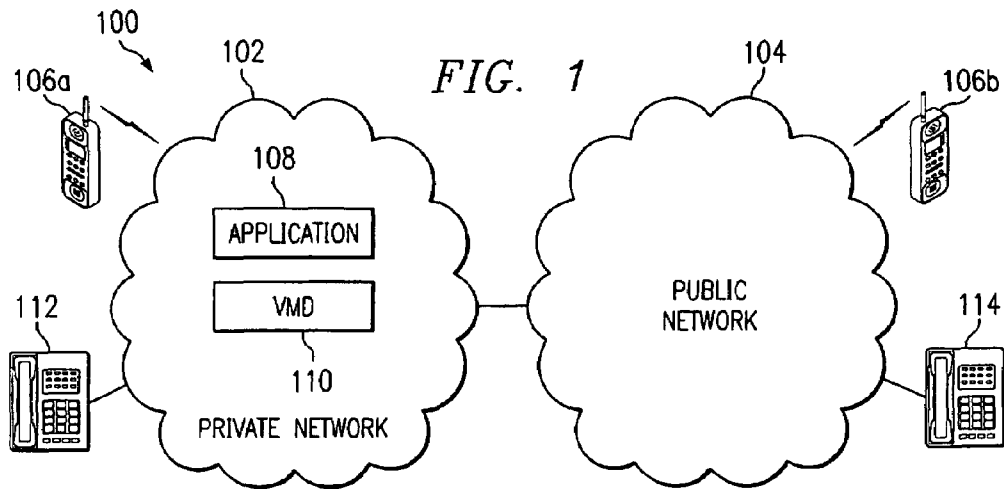 100
102
FIG. 1
104
106a
106b
108
APPLICATION
VMD
110
PUBLIC
NETWORK
112
114
PRIVATE NETWORK